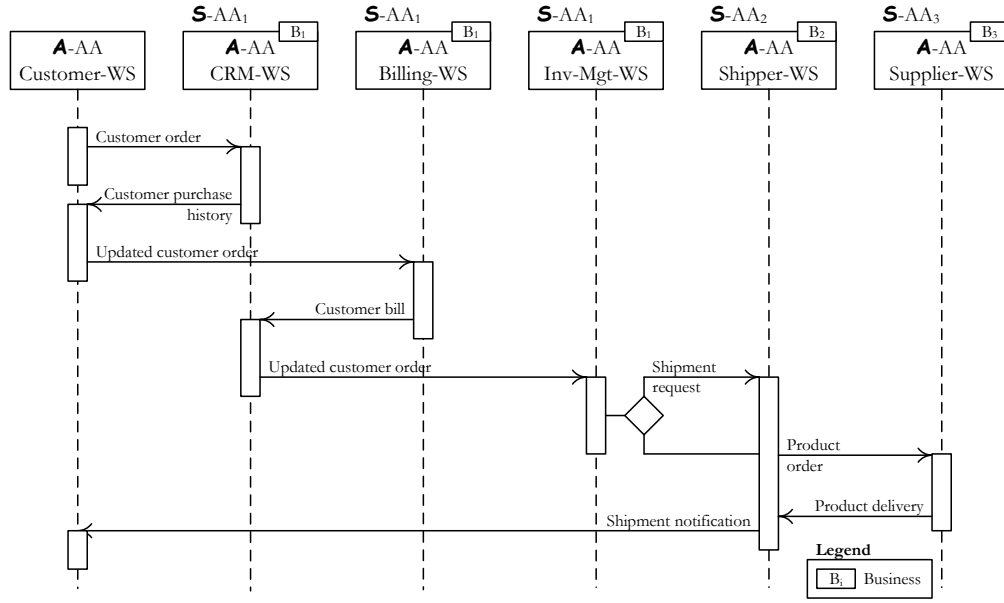 S-AA₁ S-AA₁ S-AA₁ S-AA₂ S-AA₃
B₁ B₁ B₁ B₂ B₃
A-AA A-AA A-AA A-AA A-AA A-AA
Customer-WS CRM-WS Billing-WS Inv-Mgt-WS Shipper-WS Supplier-WS
Customer order
Customer purchase
history
Updated customer order
Customer bill
Updated customer order
Shipment
request
Product
order
Product delivery
Shipment notification
Legend
Bᵢ Business